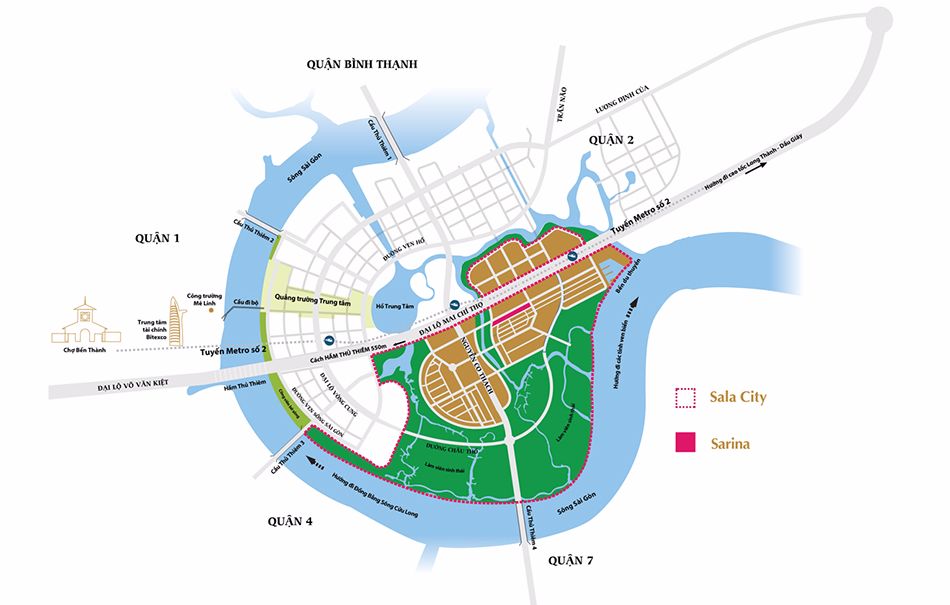 QUẬN BÌNH THẠNH
TRẦN NÃO
LƯƠNG ĐỊNH CỦA
Cầu Thủ Thiêm 1
QUẬN 2
Sông Sài Gòn
Hướng đi cao tốc Long Thành - Dầu Giây
Tuyến Metro số 2
Cầu Thủ Thiêm 2
QUẬN 1
ĐƯỜNG VEN HỒ
Bến du thuyền
Công trường
Mê Linh
Cầu đi bộ
Quảng trường Trung tâm
Hồ Trung Tâm
Trung tâm
tài chính
Bitexco
Chợ Bến Thành
Tuyến Metro số 2
ĐẠI LỘ MAI CHÍ THỌ
Cách HẦM THỦ THIÊM 550m
NGUYỄN CƠ THẠCH
Hướng đi các tỉnh ven biển
ĐẠI LỘ VÕ VĂN KIỆT
Hầm Thủ Thiêm
ĐẠI LỘ VÒNG CUNG
ĐƯỜNG VEN SÔNG SÀI GÒN
Sala City
Sarina
ĐƯỜNG CHÂU THỔ
Lâm viên sinh thái
Lâm viên sinh thái
Cầu Thủ Thiêm 3
Hướng đi Đồng Bằng Sông Cửu Long
Sông Sài Gòn
QUẬN 4
Cầu Thủ Thiêm 4
QUẬN 7